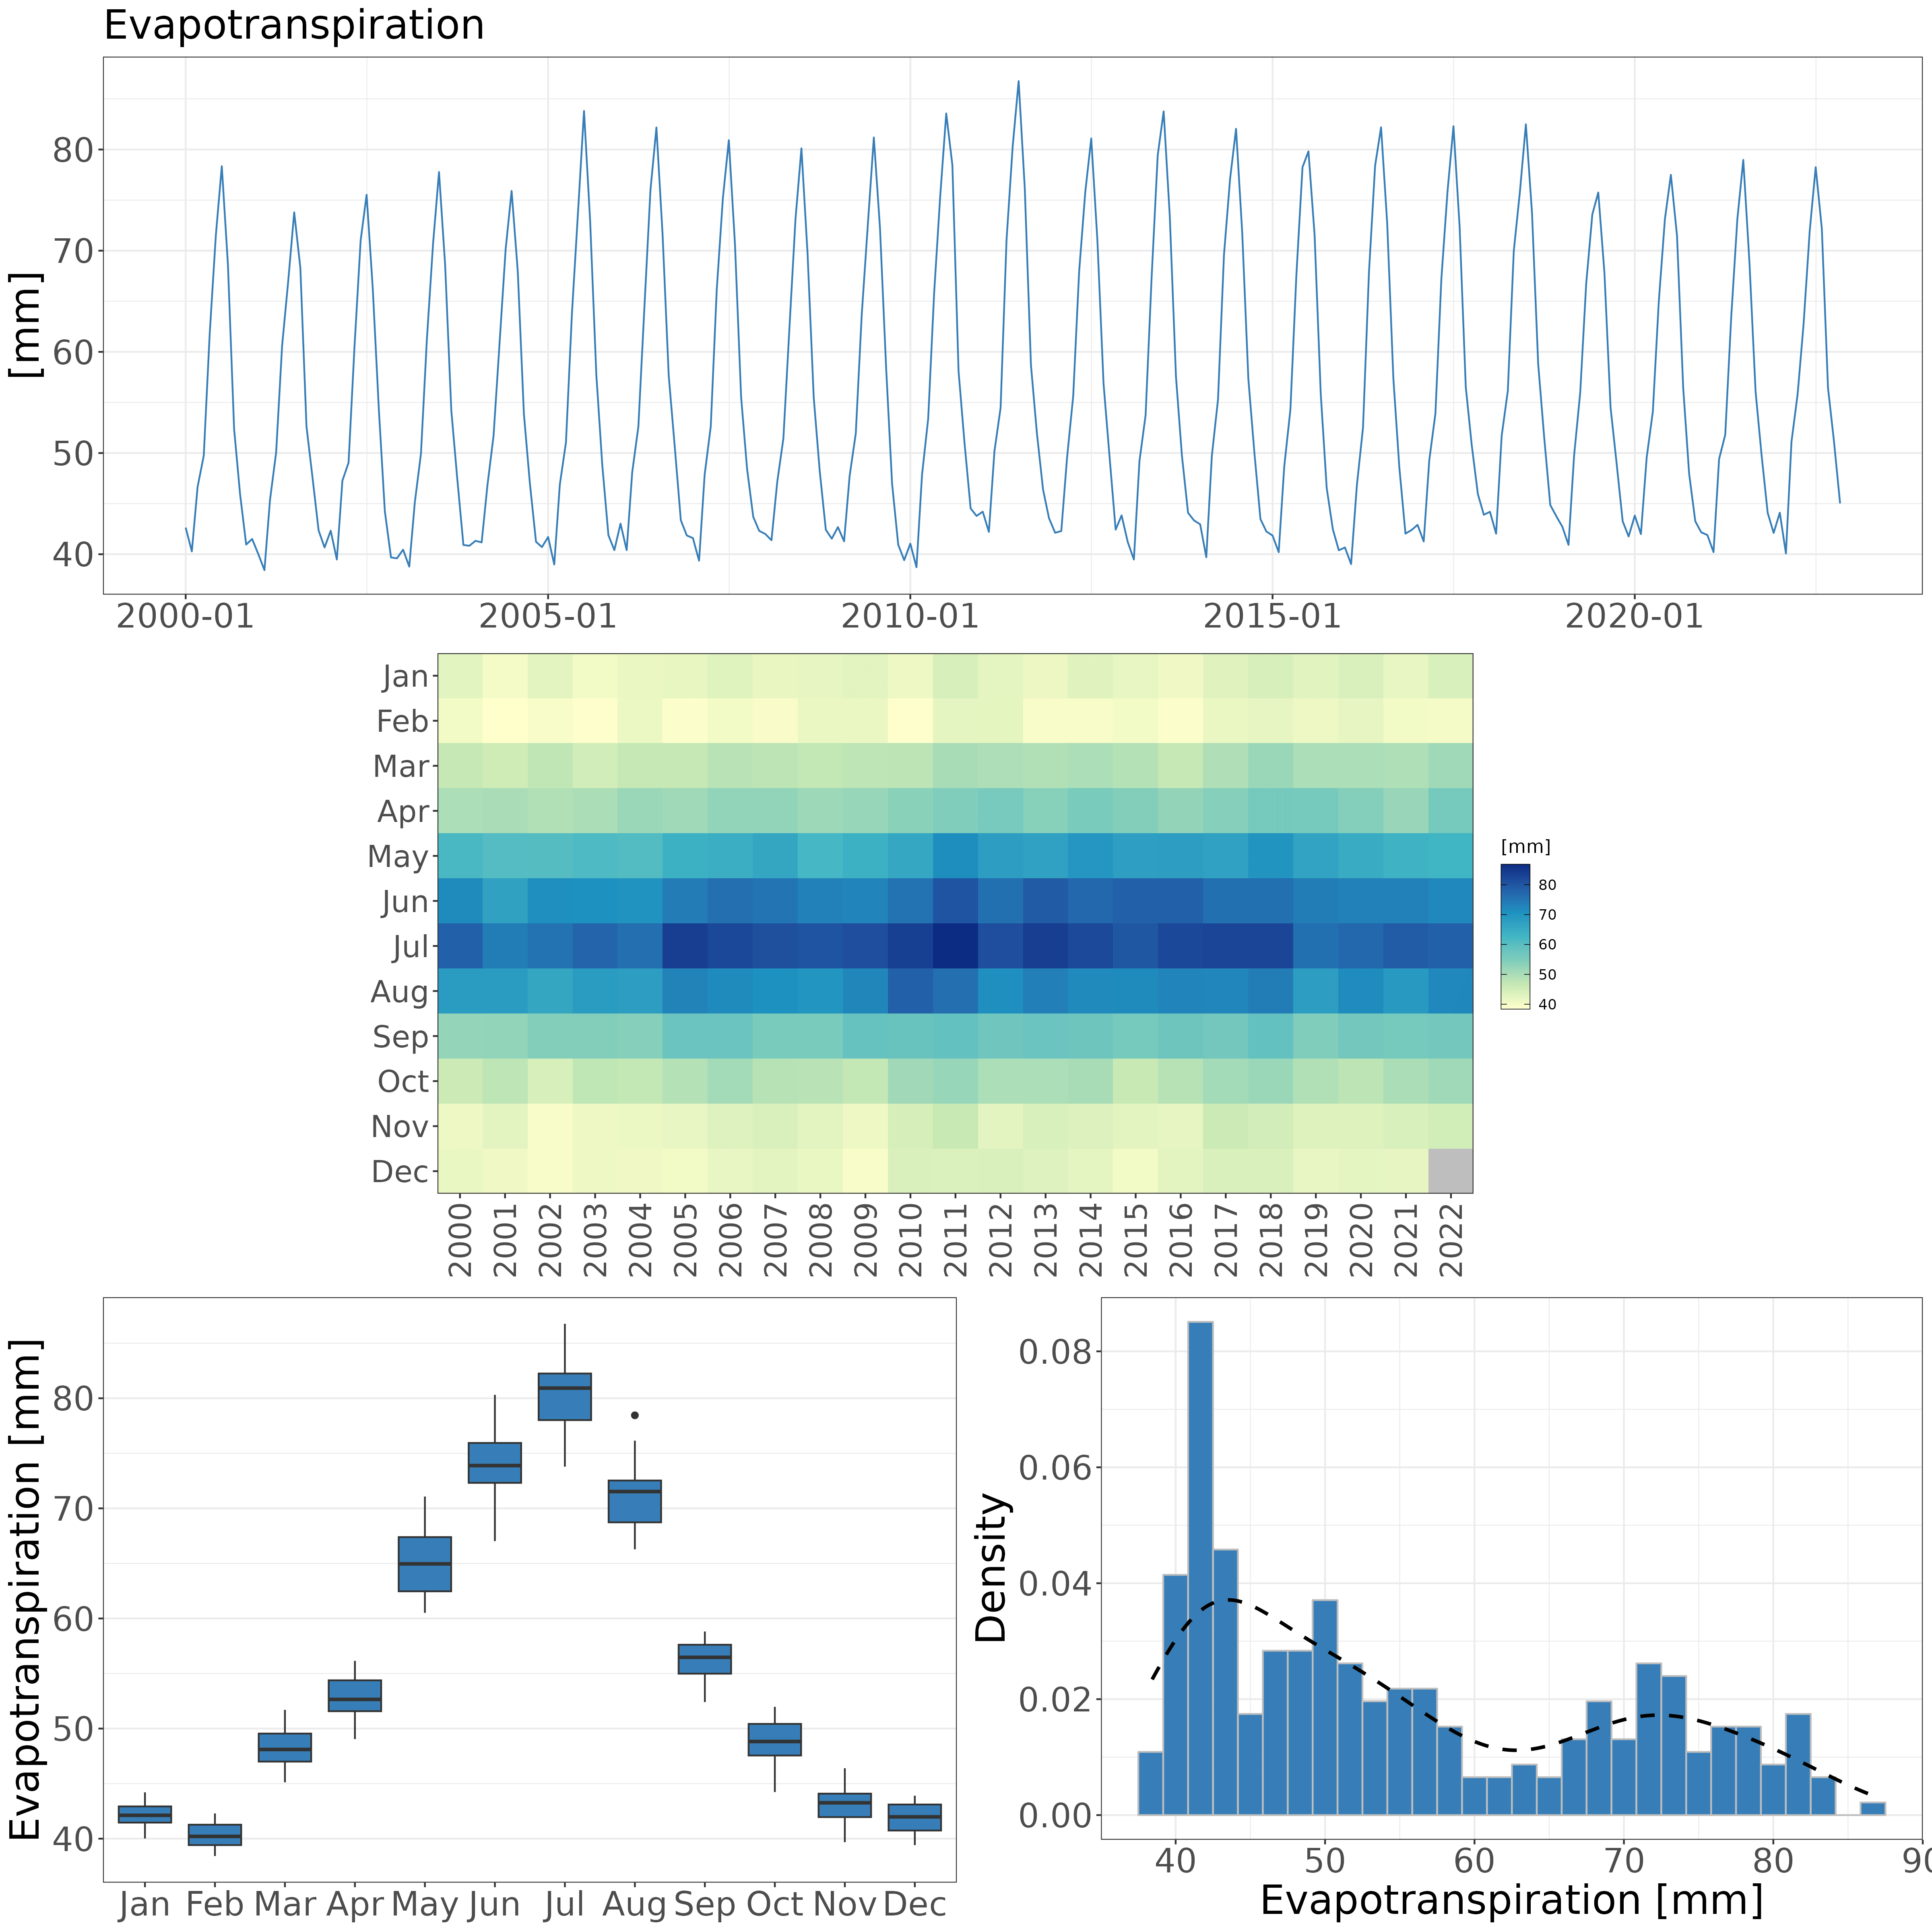 Evapotranspiration
[mm]
80
70
60
50
40
2000-01 2005-01 2010-01 2015-01 2020-01
Jan
Feb
Mar
Apr
May
Jun
Jul
Aug
Sep
Oct
Nov
Dec
2000 2001 2002 2003 2004 2005 2006 2007 2008 2009 2010 2011 2012 2013 2014 2015 2016 2017 2018 2019 2020 2021 2022
[mm]
80
70
60
50
40
Evapotranspiration [mm]
80
70
60
50
40
Jan Feb Mar Apr May Jun Jul Aug Sep Oct Nov Dec
Density
0.08
0.06
0.04
0.02
0.00
40 50 60 70 80 90
Evapotranspiration [mm]